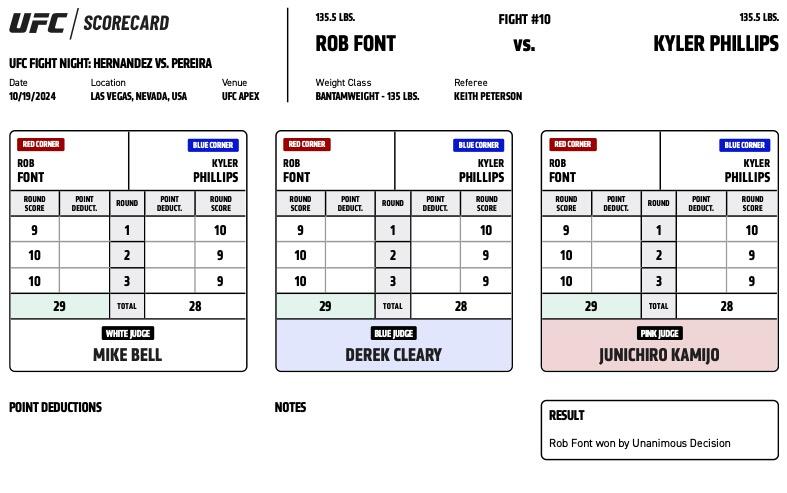 UFC / SCORECARD
UFC FIGHT NIGHT: HERNANDEZ VS. PEREIRA
Date Location Venue
10/19/2024 LAS VEGAS, NEVADA, USA UFC APEX
135.5 LBS. FIGHT #10 135.5 LBS.
ROB FONT vs. KYLER PHILLIPS
Weight Class Referee
BANTAMWEIGHT - 135 LBS. KEITH PETERSON
RED CORNER BLUE CORNER
ROB KYLER
FONT PHILLIPS
ROUND SCORE POINT DEDUCT. ROUND POINT DEDUCT. ROUND SCORE
9 1 10
10 2 9
10 3 9
29 TOTAL 28
WHITE JUDGE
MIKE BELL
RED CORNER BLUE CORNER
ROB KYLER
FONT PHILLIPS
ROUND SCORE POINT DEDUCT. ROUND POINT DEDUCT. ROUND SCORE
9 1 10
10 2 9
10 3 9
29 TOTAL 28
BLUE JUDGE
DEREK CLEARY
RED CORNER BLUE CORNER
ROB KYLER
FONT PHILLIPS
ROUND SCORE POINT DEDUCT. ROUND POINT DEDUCT. ROUND SCORE
9 1 10
10 2 9
10 3 9
29 TOTAL 28
PINK JUDGE
JUNICHIRO KAMIJO
POINT DEDUCTIONS
NOTES
RESULT
Rob Font won by Unanimous Decision